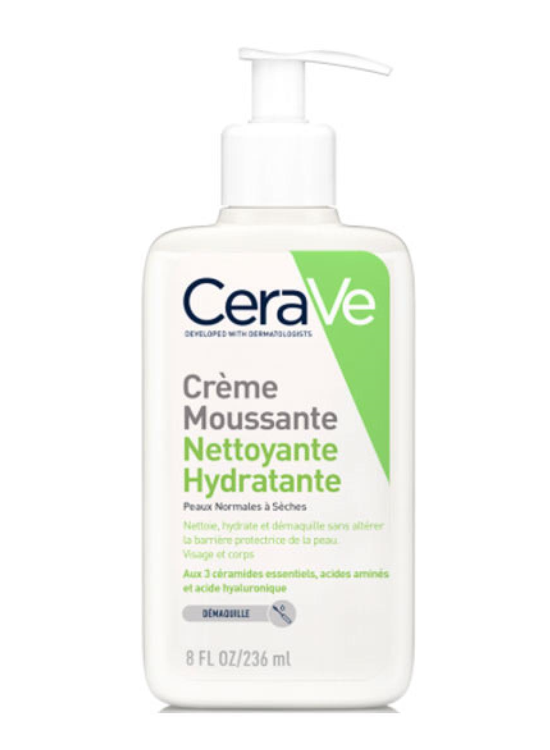 CeraVe
DEVELOPED WITH DERMATOLOGISTS
Crème
Moussante
Nettoyante
Hydratante
Peaux Normales à Sèches
Nettoie, hydrate et démaquille sans altérer
la barrière protectrice de la peau.
Visage et corps
Aux 3 céramides essentiels, acides aminés
et acide hyaluronique
DÉMAQUILLE
8 FL OZ/236 ml